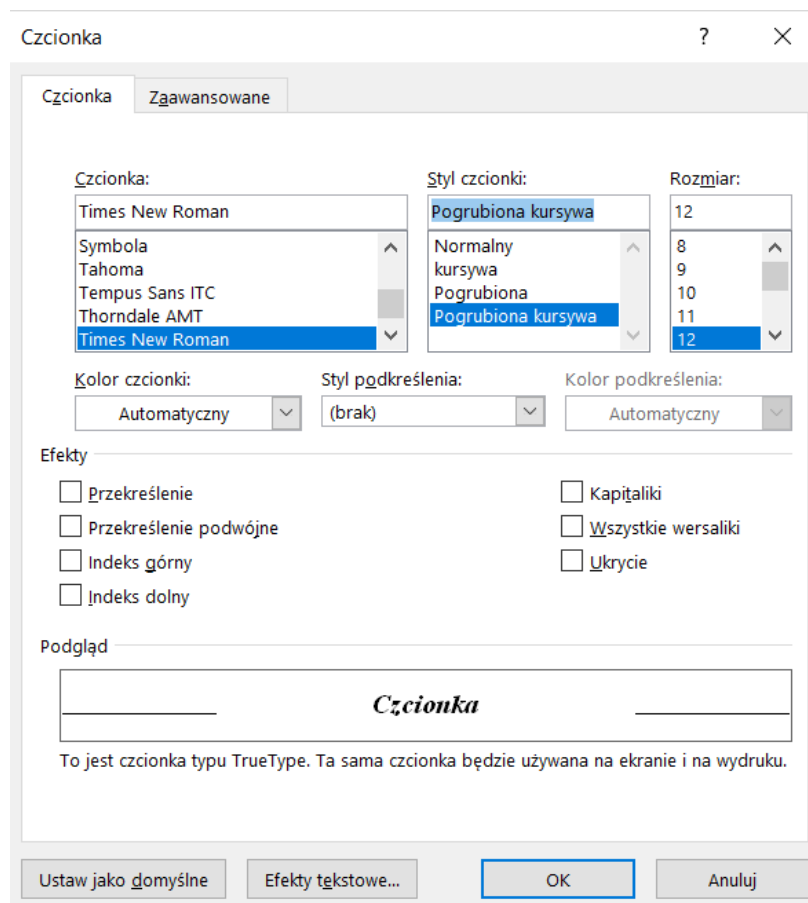 Czcionka ?
Czcionka Zaawansowane
Czcionka: Styl czcionki: Rozmiar:
Times New Roman Pogrubiona kursywa 12
Symbola Normalny 8
Tahoma kursywa 9
Tempus Sans ITC Pogrubiona 10
Thorndale AMT Pogrubiona kursywa 11
Times New Roman 12
Kolor czcionki: Styl podkreślenia: Kolor podkreślenia:
Automatyczny (brak) Automatyczny
Efekty
Przekreślenie Kapitaliki
Przekreślenie podwójne Wszystkie wersaliki
Indeks górny Ukrycie
Indeks dolny
Podgląd
Czcionka
To jest czcionka typu TrueType. Ta sama czcionka będzie używana na ekranie i na wydruku.
Ustaw jako domyślne Efekty tekstowe... OK Anuluj